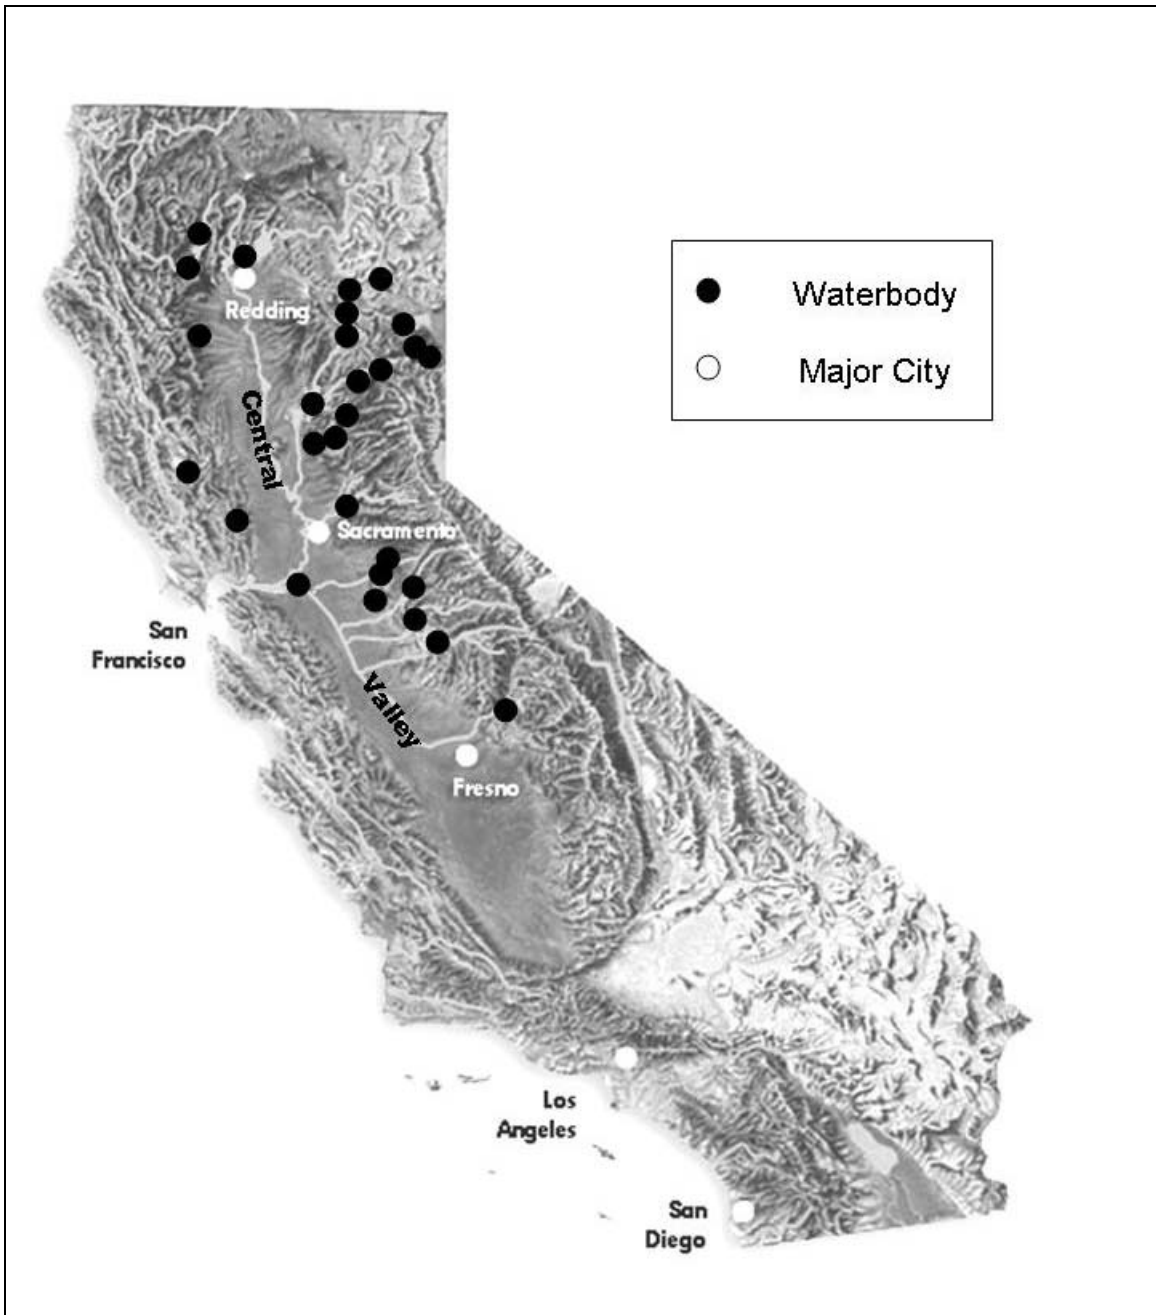 Redding
Waterbody
Major City
Central
Sacramento
San
Francisco
Valley
Fresno
Los
Angeles
San
Diego